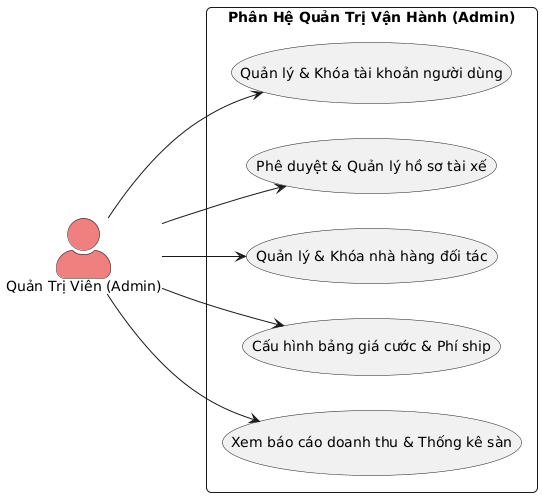 Phân Hệ Quản Trị Vận Hành (Admin)
Quản lý & Khóa tài khoản người dùng
Phê duyệt & Quản lý hồ sơ tài xế
Quản lý & Khóa nhà hàng đối tác
Quản Trị Viên (Admin)
Cấu hình bảng giá cước & Phí ship
Xem báo cáo doanh thu & Thống kê sàn